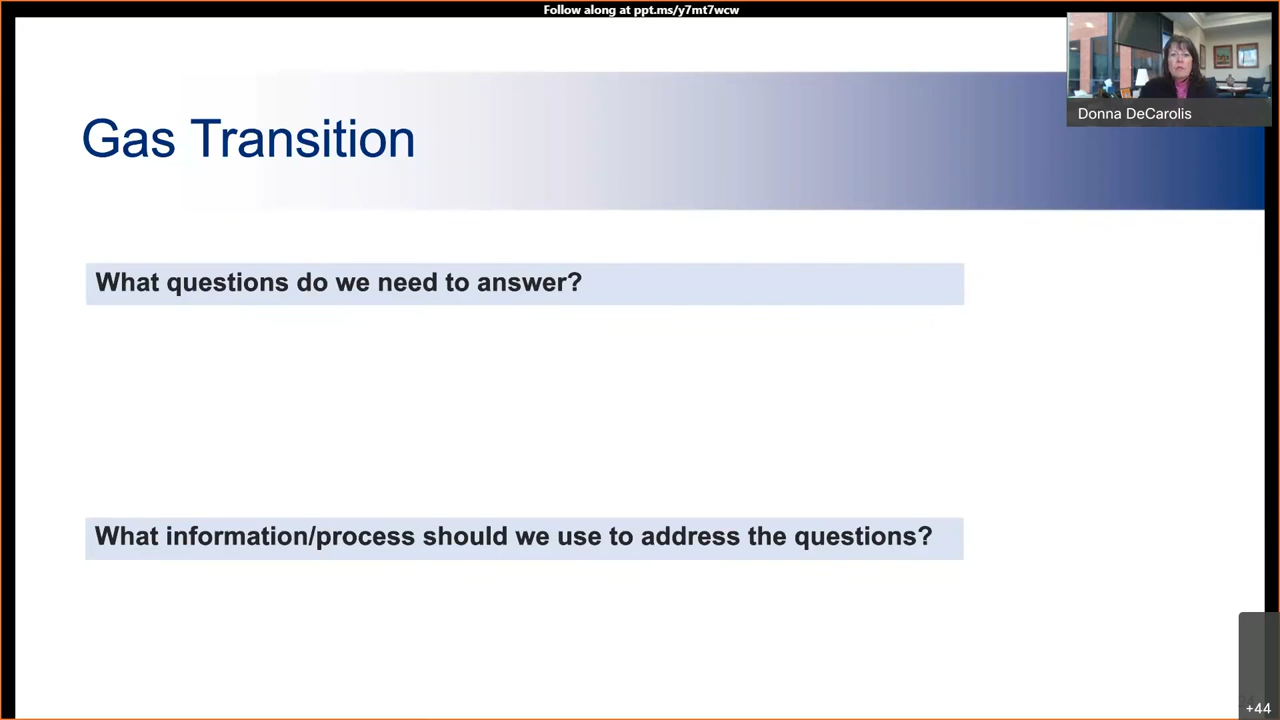 Follow along at ppt.ms/y7mt7wcw
Donna DeCarolis
Gas Transition
What questions do we need to answer?
What information/process should we use to address the questions?
+44